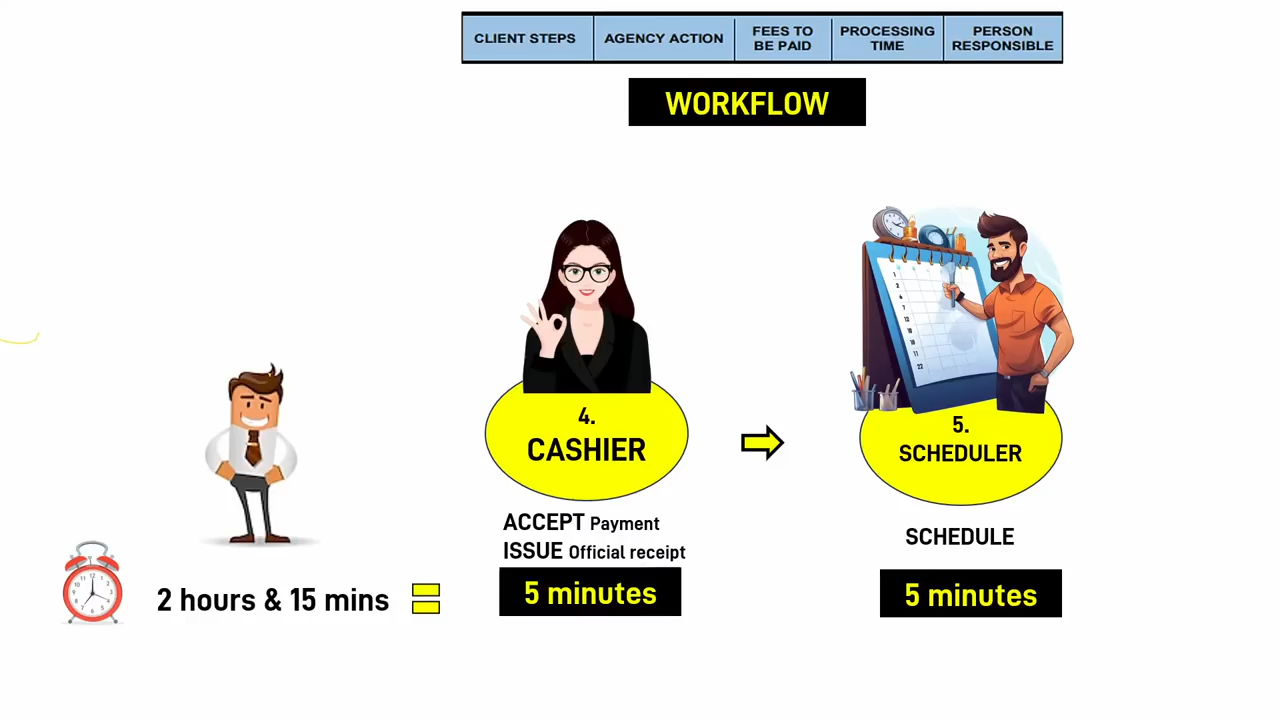 CLIENT STEPS
AGENCY ACTION
FEES TO
BE PAID
PROCESSING
TIME
PERSON
RESPONSIBLE
WORKFLOW
4.
CASHIER
5.
SCHEDULER
ACCEPT Payment
ISSUE Official receipt
SCHEDULE
2 hours & 15 mins
5 minutes
5 minutes